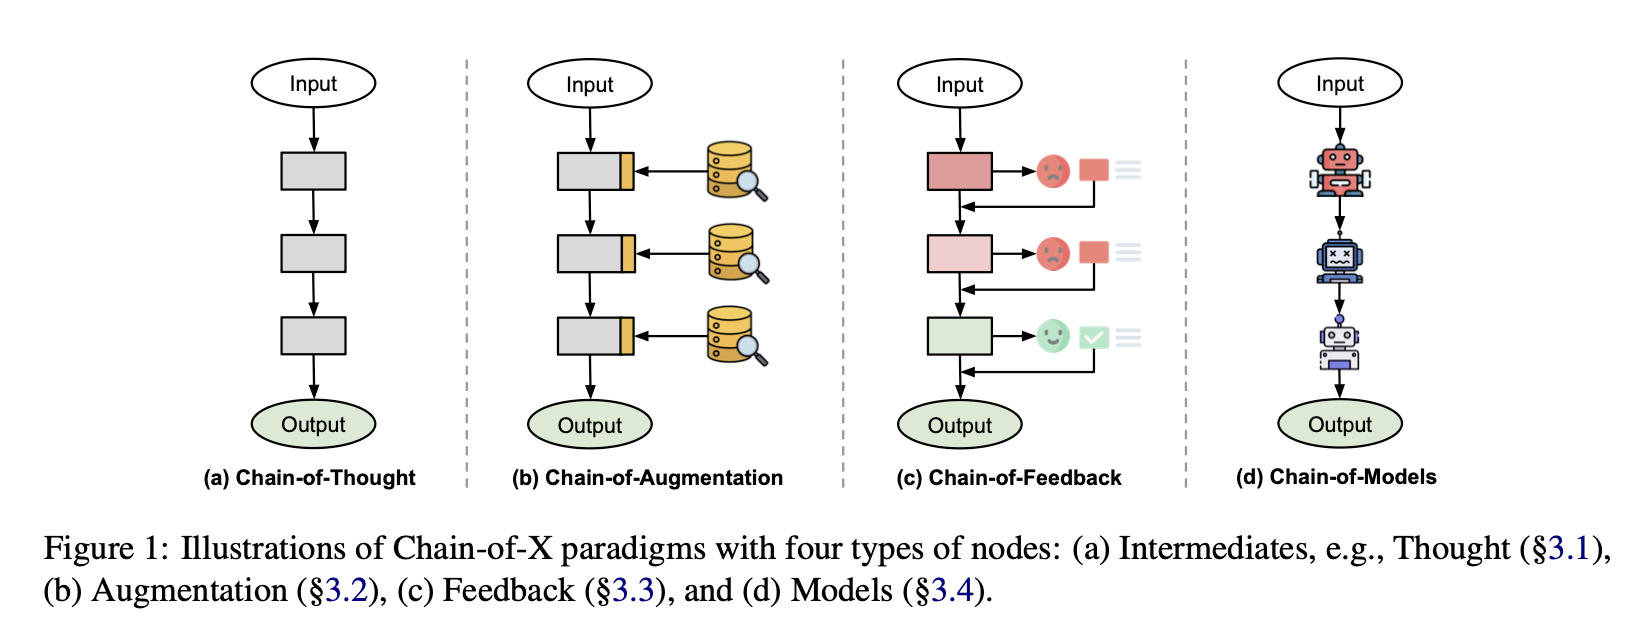 Input
Input
Input
Input
Output
Output
Output
Output
(a) Chain-of-Thought
(b) Chain-of-Augmentation
(c) Chain-of-Feedback
(d) Chain-of-Models
Figure 1: Illustrations of Chain-of-X paradigms with four types of nodes: (a) Intermediates, e.g., Thought (§3.1),
(b) Augmentation (§3.2), (c) Feedback (§3.3), and (d) Models (§3.4).